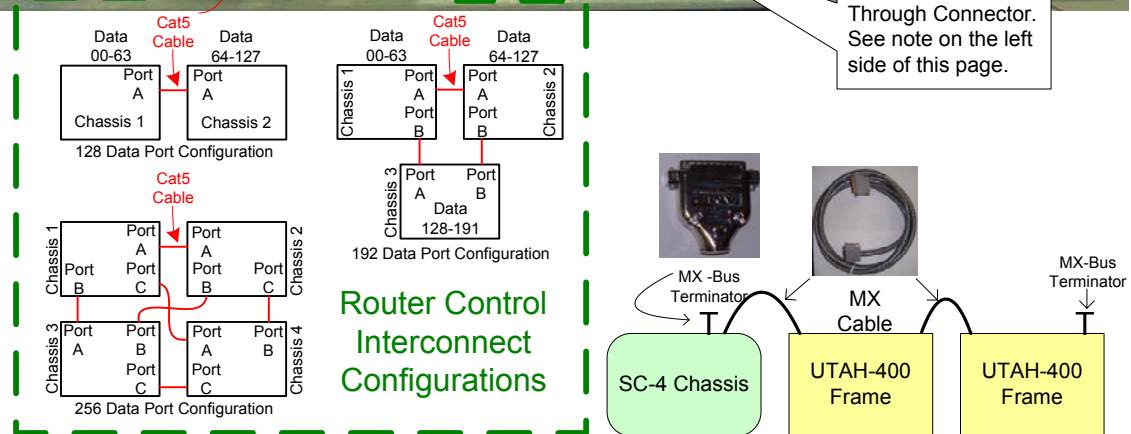 Through Connector.
See note on the left
side of this page.
Cat5
Cable
Data
00-63
Data
64-127
Port
A
Port
A
Chassis 1
Chassis 2
128 Data Port Configuration
Cat5
Cable
Data
00-63
Data
64-127
Chassis 1
Port
A
Port
B
Port
A
Port
B
Chassis 2
Chassis 3
Port
A
Port
B
Data
128-191
192 Data Port Configuration
Cat5
Cable
Chassis 1
Port
A
Port
B
Port
C
Port
A
Port
B
Port
C
Chassis 2
Chassis 3
Port
A
Port
B
Port
C
Port
A
Port
B
Port
C
Chassis 4
256 Data Port Configuration
Router Control
Interconnect
Configurations
MX -Bus
Terminator
MX
Cable
MX-Bus
Terminator
SC-4 Chassis
UTAH-400
Frame
UTAH-400
Frame